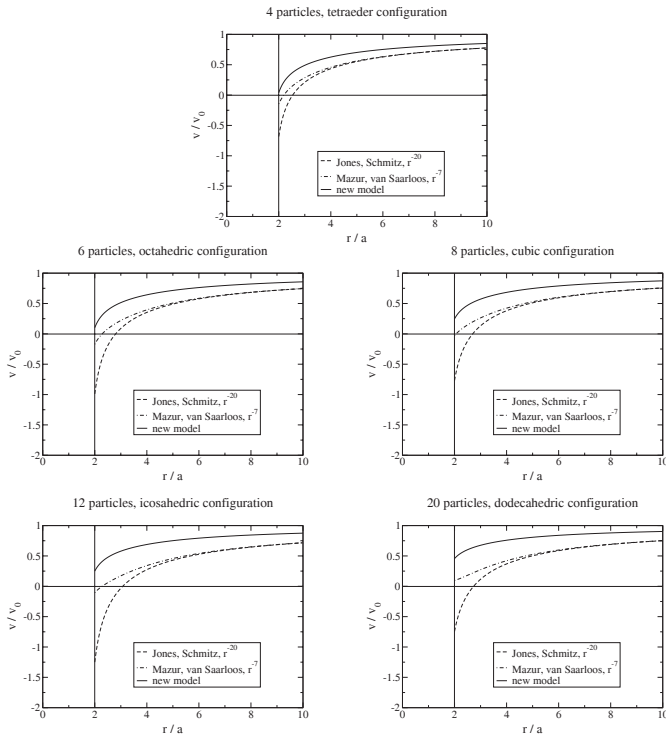 4 particles, tetraeder configuration
1
0.5
0
-0.5
-1
-1.5
-2
v / v0
Jones, Schmitz, r-20
Mazur, van Saarloos, r-7
new model
0 2 4 6 8 10
r / a
6 particles, octahedric configuration
1
0.5
0
-0.5
-1
-1.5
-2
v / v0
Jones, Schmitz, r-20
Mazur, van Saarloos, r-7
new model
0 2 4 6 8 10
r / a
8 particles, cubic configuration
1
0.5
0
-0.5
-1
-1.5
-2
v / v0
Jones, Schmitz, r-20
Mazur, van Saarloos, r-7
new model
0 2 4 6 8 10
r / a
12 particles, icosahedric configuration
1
0.5
0
-0.5
-1
-1.5
-2
v / v0
Jones, Schmitz, r-20
Mazur, van Saarloos, r-7
new model
0 2 4 6 8 10
r / a
20 particles, dodecahedric configuration
1
0.5
0
-0.5
-1
-1.5
-2
v / v0
Jones, Schmitz, r-20
Mazur, van Saarloos, r-7
new model
0 2 4 6 8 10
r / a